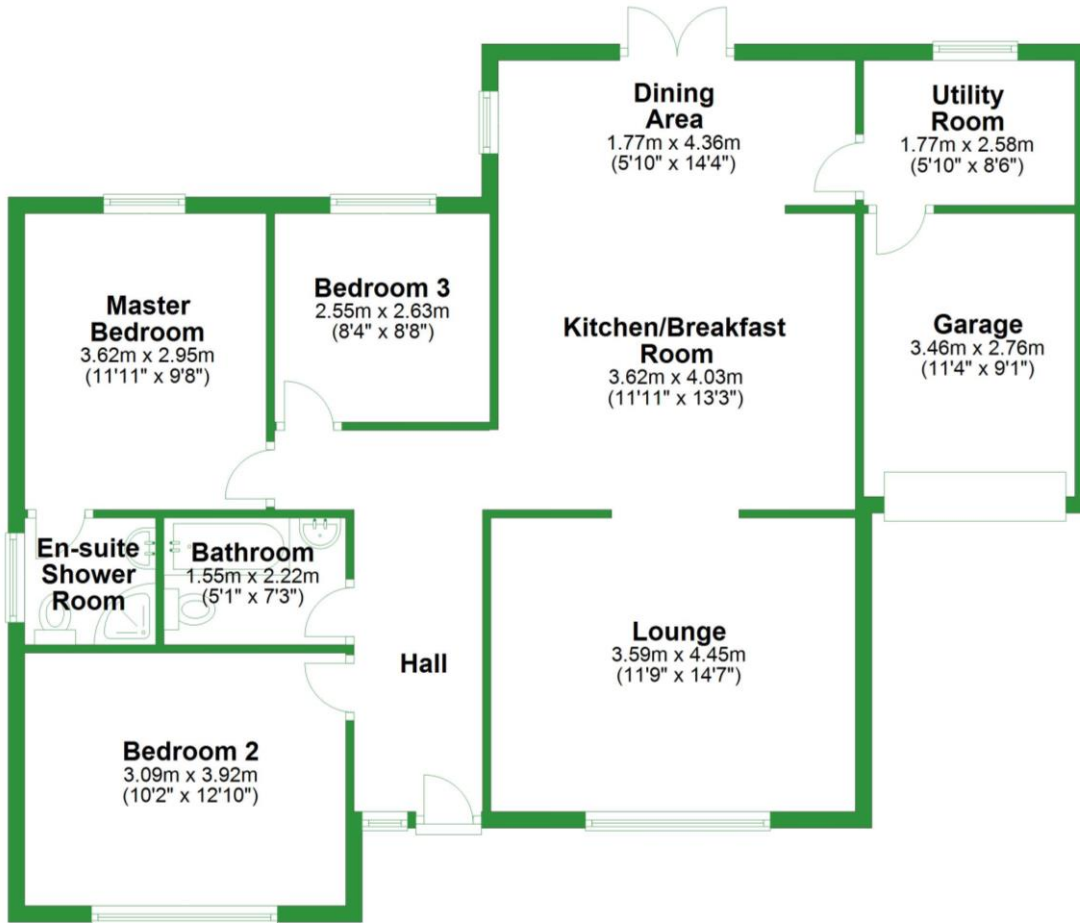 Dining
Area
1.77m x 4.36m
(5'10" x 14'4")
Utility
Room
1.77m x 2.58m
(5'10" x 8'6")
Master
Bedroom
3.62m x 2.95m
(11'11" x 9'8")
Bedroom 3
2.55m x 2.63m
(8'4" x 8'8")
Kitchen/Breakfast
Room
3.62m x 4.03m
(11'11" x 13'3")
Garage
3.46m x 2.76m
(11'4" x 9'1")
En-suite
Shower
Room
Bathroom
1.55m x 2.22m
(5'1" x 7'3")
Hall
Lounge
3.59m x 4.45m
(11'9" x 14'7")
Bedroom 2
3.09m x 3.92m
(10'2" x 12'10")